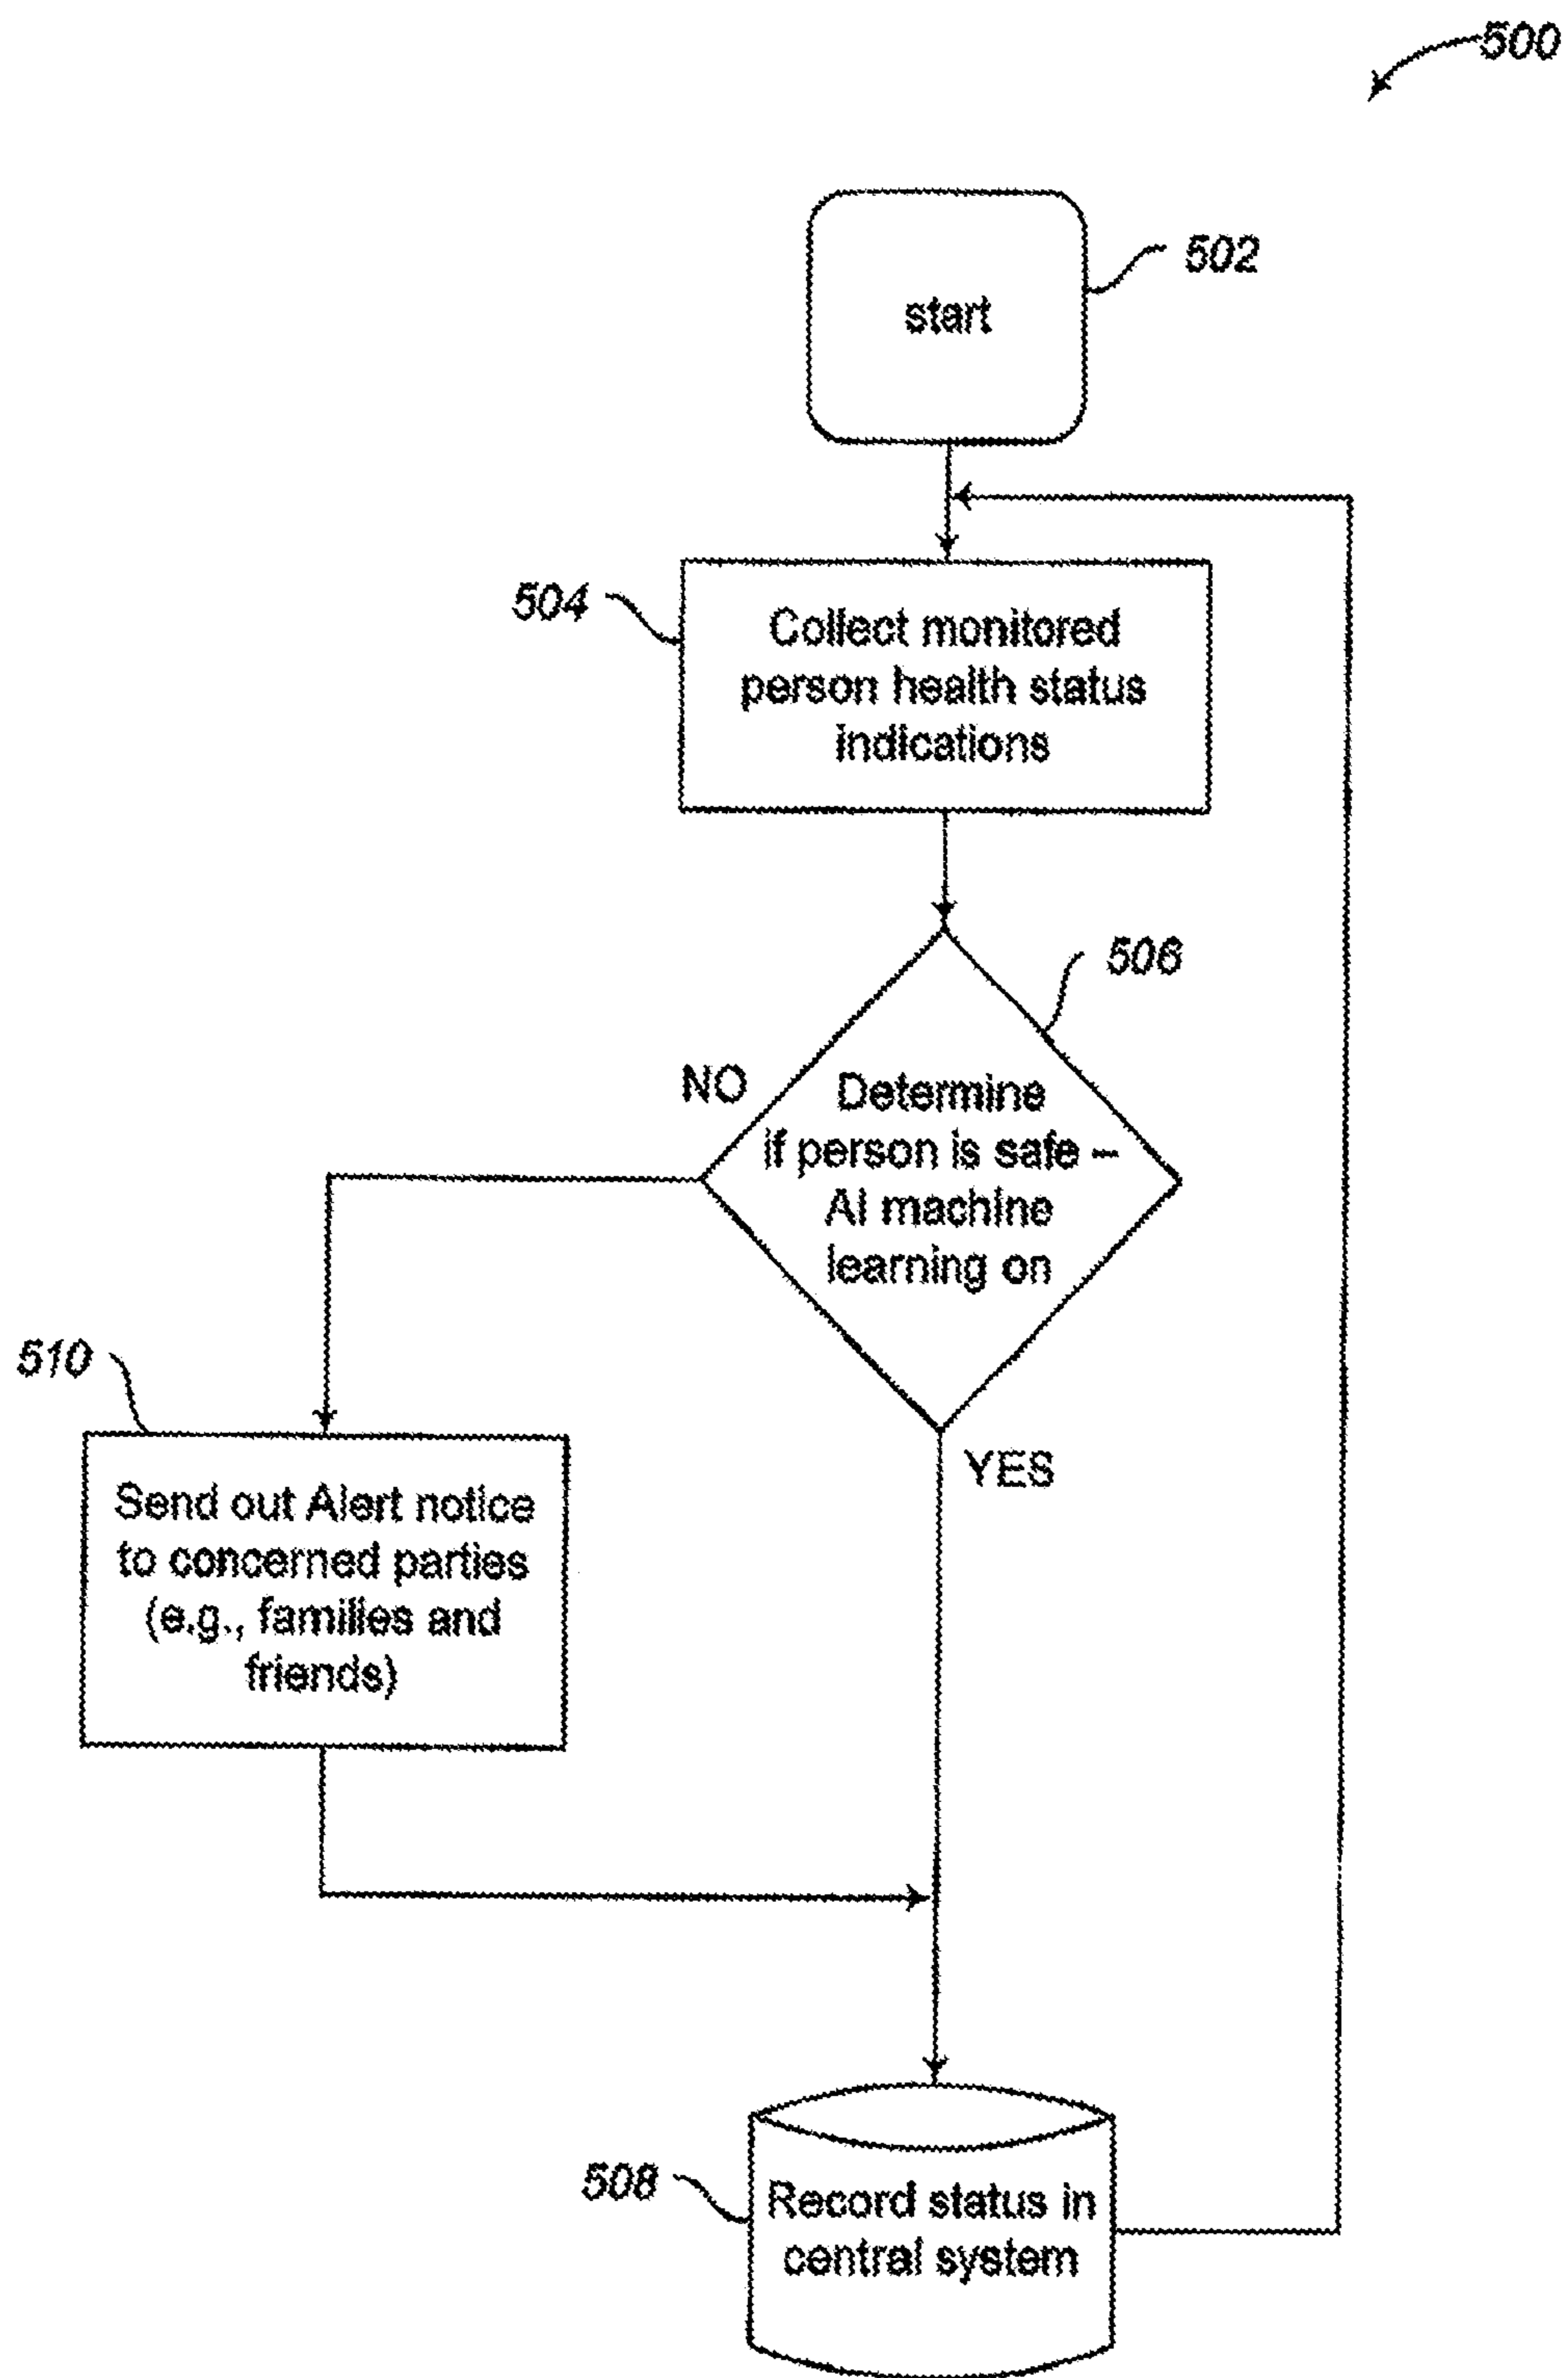 500
502
start
504
Collect monitored
person health status
indications
506
NO
Determine
if person is safe –
AI machine
learning on
510
YES
Send out Alert notice
to concerned parties
(e.g., families and
friends)
508
Record status in
central system